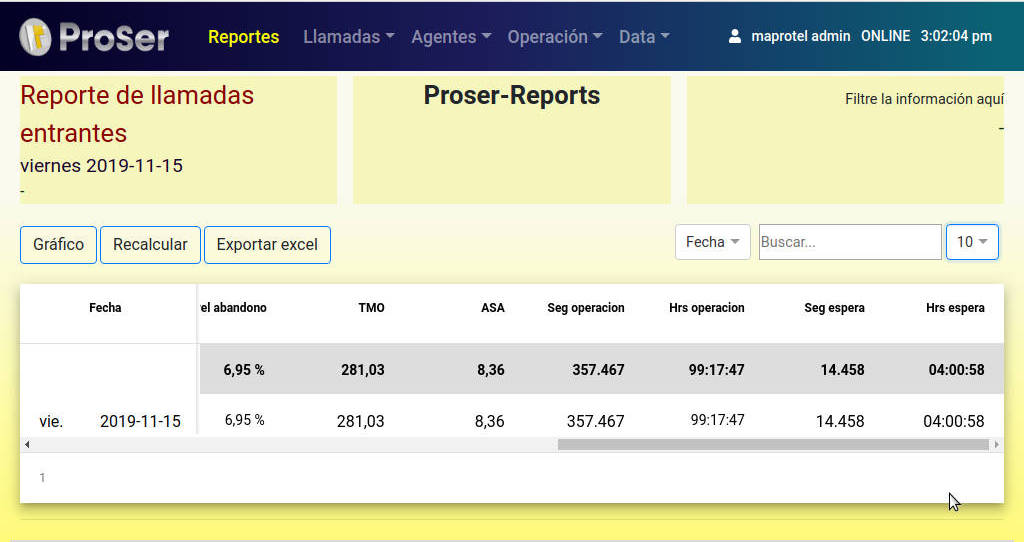 ProSer Reportes Llamadas Agentes Operación Data maprotel admin ONLINE 3:02:04 pm
Reporte de llamadas
entrantes
viernes 2019-11-15
-
Proser-Reports
Filtre la información aquí
-
Gráfico Recalcular Exportar excel Fecha Buscar... 10
Fecha el abandono TMO ASA Seg operacion Hrs operacion Seg espera Hrs espera
6,95 % 281,03 8,36 357.467 99:17:47 14.458 04:00:58
vie. 2019-11-15 6,95 % 281,03 8,36 357.467 99:17:47 14.458 04:00:58
1